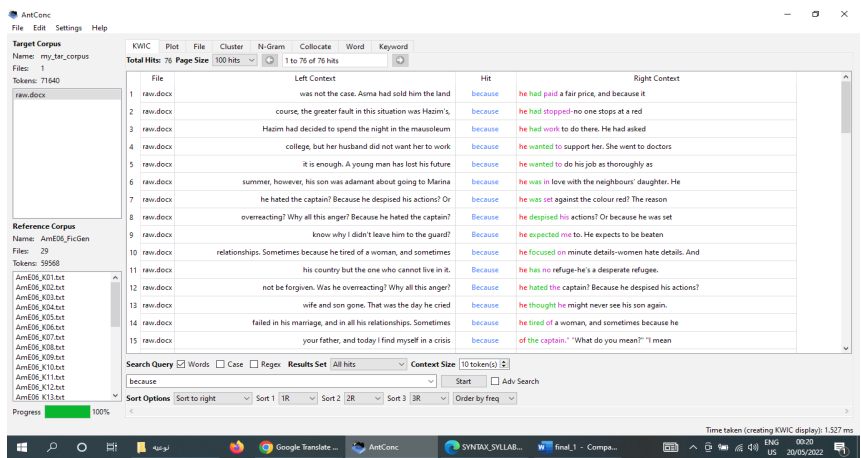 AntConc
File Edit Settings Help
Target Corpus
Name: my_tar_corpus
Files: 1
Tokens: 71640
raw.docx
Reference Corpus
Name: AmE06_FicGen
Files: 29
Tokens: 59568
AmE06_K01.txt
AmE06_K02.txt
AmE06_K03.txt
AmE06_K04.txt
AmE06_K05.txt
AmE06_K06.txt
AmE06_K07.txt
AmE06_K08.txt
AmE06_K09.txt
AmE06_K10.txt
AmE06_K11.txt
AmE06_K12.txt
AmE06_K13.txt
Progress 100%
KWIC Plot File Cluster N-Gram Collocate Word Keyword
Total Hits: 76 Page Size 100 hits 1 to 76 of 76 hits
File Left Context Hit Right Context
1 raw.docx was not the case. Asma had sold him the land because he had paid a fair price, and because it
2 raw.docx course, the greater fault in this situation was Hazim's, because he had stopped-no one stops at a red
3 raw.docx Hazim had decided to spend the night in the mausoleum because he had work to do there. He had asked
4 raw.docx college, but her husband did not want her to work because he wanted to support her. She went to doctors
5 raw.docx it is enough. A young man has lost his future because he wanted to do his job as thoroughly as
6 raw.docx summer, however, his son was adamant about going to Marina because he was in love with the neighbours' daughter. He
7 raw.docx he hated the captain? Because he despised his actions? Or because he was set against the colour red? The reason
8 raw.docx overreacting? Why all this anger? Because he hated the captain? Because he despised his actions? Or because he was set
9 raw.docx know why I didn't leave him to the guard? Because he expected me to. He expects to be beaten
10 raw.docx relationships. Sometimes because he tired of a woman, and sometimes because he focused on minute details-women hate details. And
11 raw.docx his country but the one who cannot live in it. Because he has no refuge-he's a desperate refugee.
12 raw.docx not be forgiven. Was he overreacting? Why all this anger? Because he hated the captain? Because he despised his actions?
13 raw.docx wife and son gone. That was the day he cried Because he thought he might never see his son again.
14 raw.docx failed in his marriage, and in all his relationships. Sometimes because he tired of a woman, and sometimes because he
15 raw.docx your father, and today I find myself in a crisis because of the captain." "What do you mean?" "I mean
Search Query Words Case Regex Results Set All hits Context Size 10 token(s)
because Start Adv Search
Sort Options Sort to right Sort 1 1R Sort 2 2R Sort 3 3R Order by freq
Time taken (creating KWIC display): 1.527 ms
Google Translate ... AntConc SYNTAX_SYLLAB... final_1 - Compa... ENG 00:20
US 20/05/2022